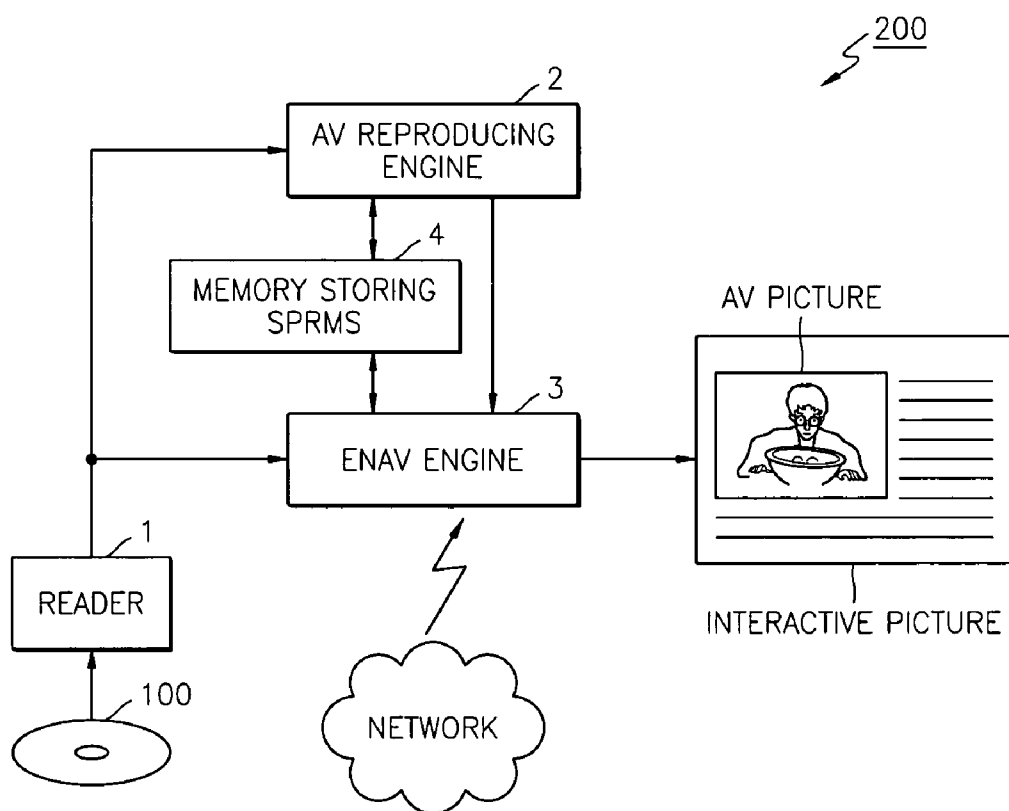 200
2
AV REPRODUCING
ENGINE
4
MEMORY STORING
SPRMS
AV PICTURE
3
ENAV ENGINE
1
READER
INTERACTIVE PICTURE
100
NETWORK